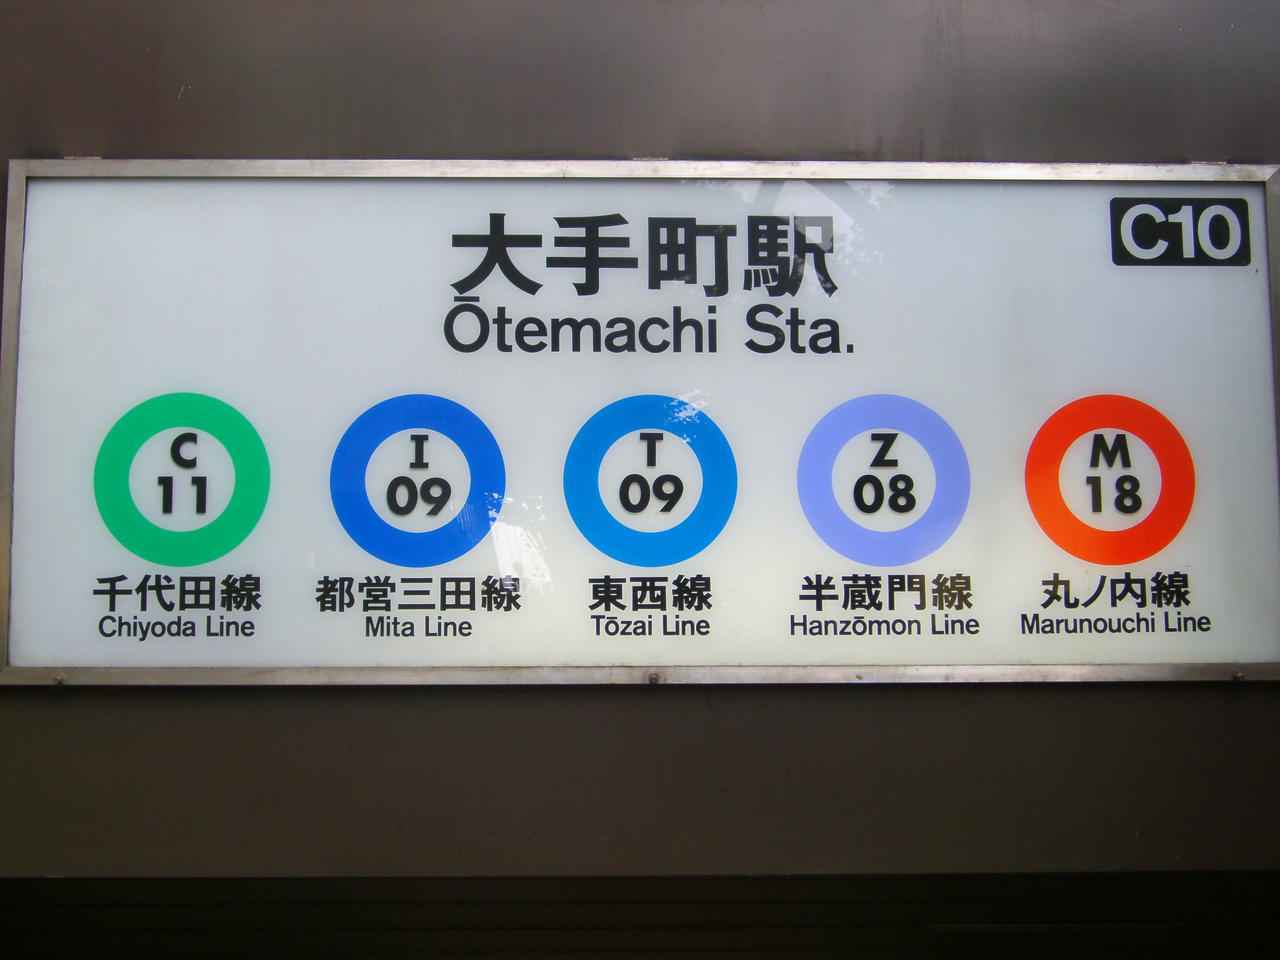 大手町駅
Ōtemachi Sta.
C10
C
11
千代田線
Chiyoda Line
I
09
都営三田線
Mita Line
T
09
東西線
Tōzai Line
Z
08
半蔵門線
Hanzōmon Line
M
18
丸ノ内線
Marunouchi Line